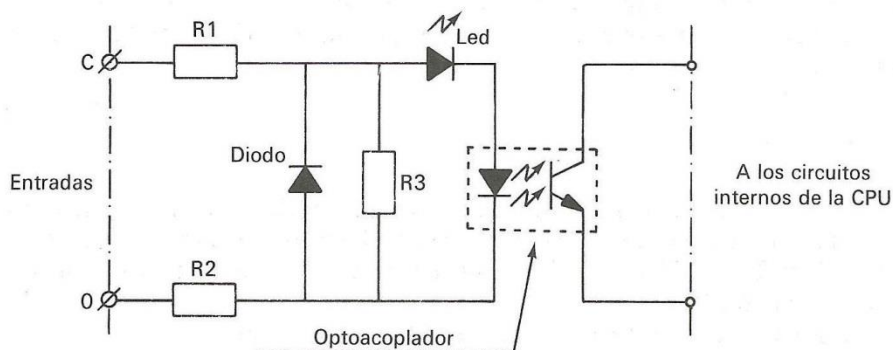 R1
Led
C
Diodo
R3
Entradas
A los circuitos
internos de la CPU
R2
0
Optoacoplador